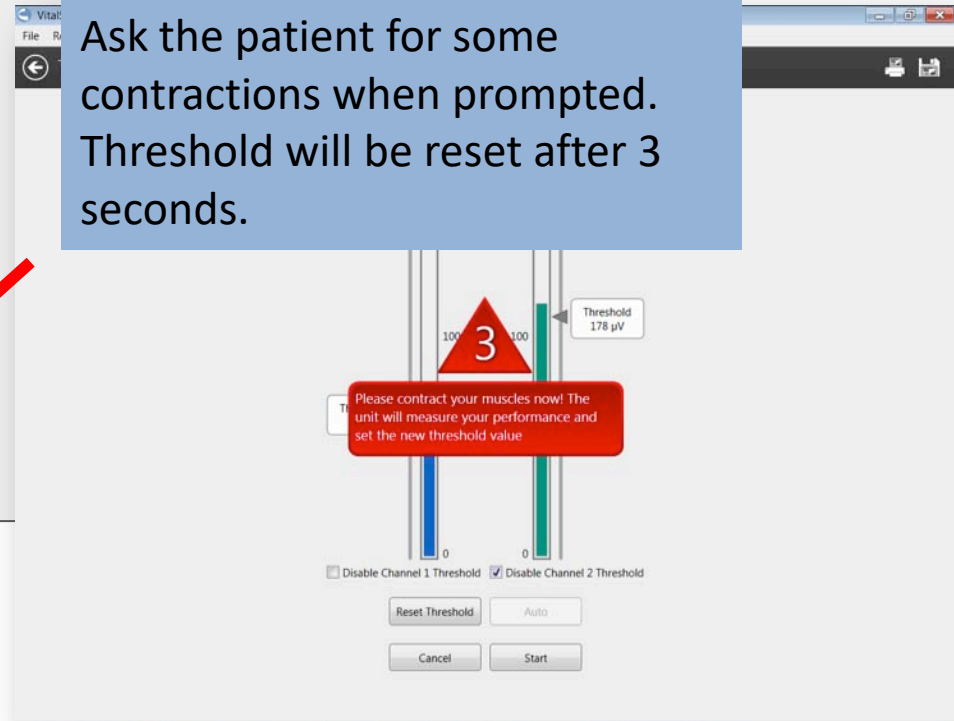 File
Ask the patient for some
contractions when prompted.
Threshold will be reset after 3
seconds.
Threshold
178 µV
100
3
100
Please contract your muscles now! The
unit will measure your performance and
set the new threshold value
0
0
Disable Channel 1 Threshold
Disable Channel 2 Threshold
Reset Threshold
Auto
Cancel
Start